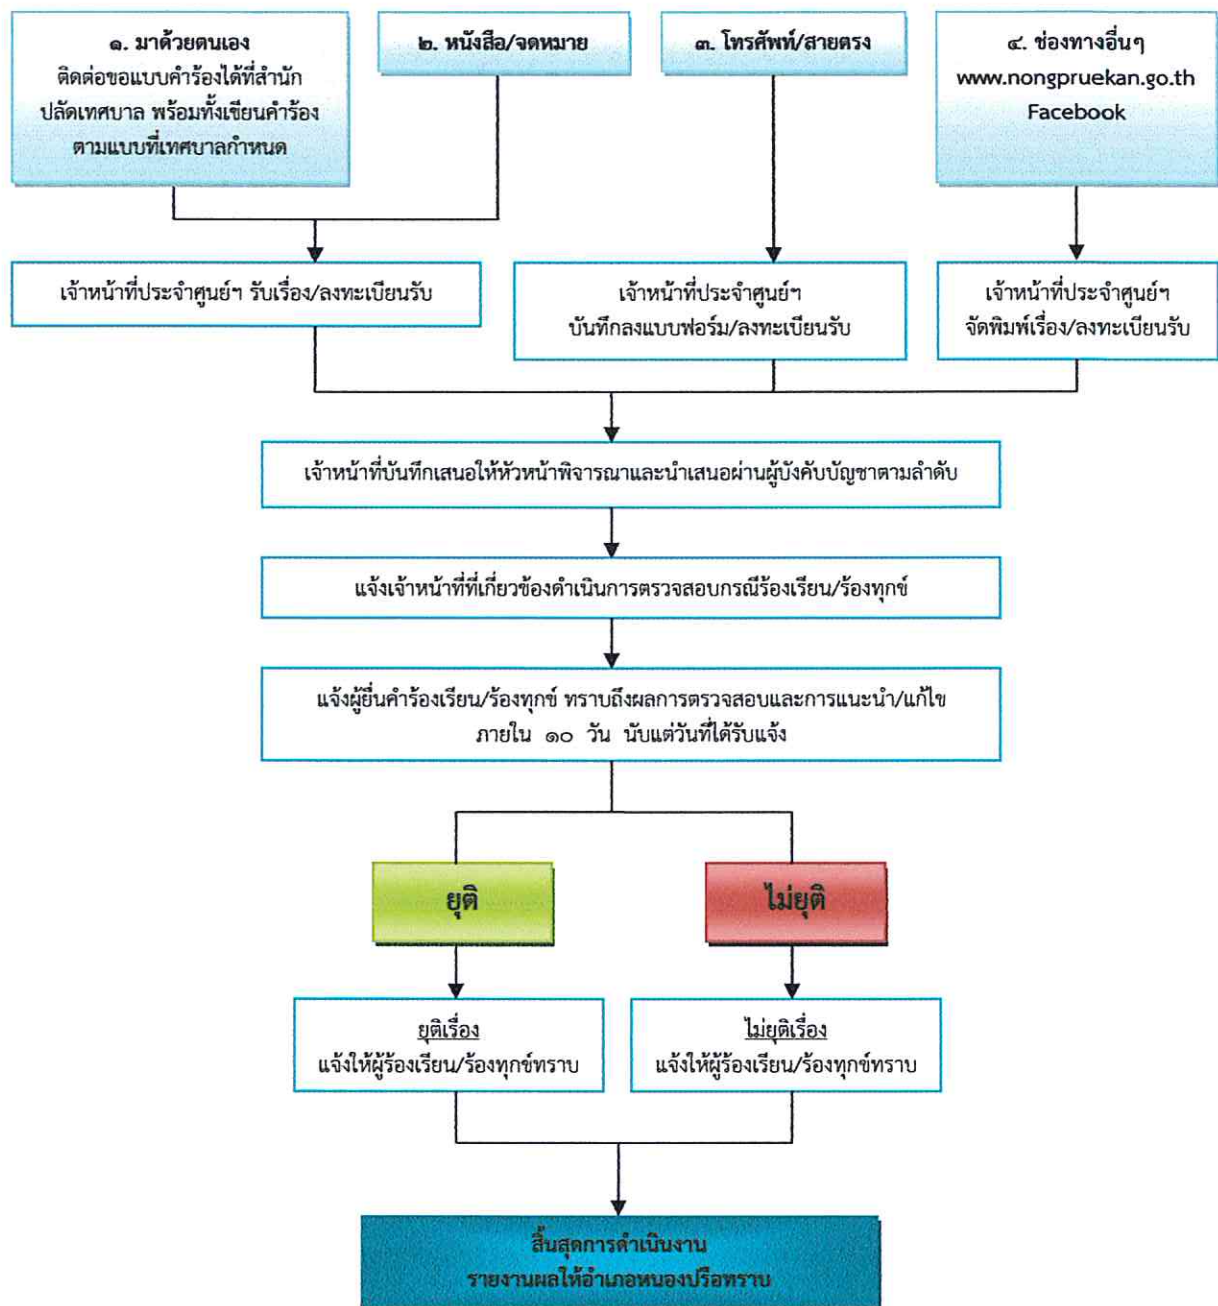 ๑. มาด้วยตนเอง
ติดต่อขอแบบคำร้องได้ที่สำนัก
ปลัดเทศบาล พร้อมทั้งเขียนคำร้อง
ตามแบบที่เทศบาลกำหนด
๒. หนังสือ/จดหมาย
๓. โทรศัพท์/สายตรง
๔. ช่องทางอื่นๆ
www.nongpruekan.go.th
Facebook
เจ้าหน้าที่ประจำศูนย์ฯ รับเรื่อง/ลงทะเบียนรับ
เจ้าหน้าที่ประจำศูนย์ฯ
บันทึกลงแบบฟอร์ม/ลงทะเบียนรับ
เจ้าหน้าที่ประจำศูนย์ฯ
จัดพิมพ์เรื่อง/ลงทะเบียนรับ
เจ้าหน้าที่บันทึกเสนอให้หัวหน้าพิจารณาและนำเสนอผ่านผู้บังคับบัญชาตามลำดับ
แจ้งเจ้าหน้าที่ที่เกี่ยวข้องดำเนินการตรวจสอบกรณีร้องเรียน/ร้องทุกข์
แจ้งผู้ยื่นคำร้องเรียน/ร้องทุกข์ ทราบถึงผลการตรวจสอบและการแนะนำ/แก้ไข
ภายใน ๑๐ วัน นับแต่วันที่ได้รับแจ้ง
ยุติ
ไม่ยุติ
ยุติเรื่อง
แจ้งให้ผู้ร้องเรียน/ร้องทุกข์ทราบ
ไม่ยุติเรื่อง
แจ้งให้ผู้ร้องเรียน/ร้องทุกข์ทราบ
สิ้นสุดการดำเนินงาน
รายงานผลให้อำเภอหนองปรือทราบ